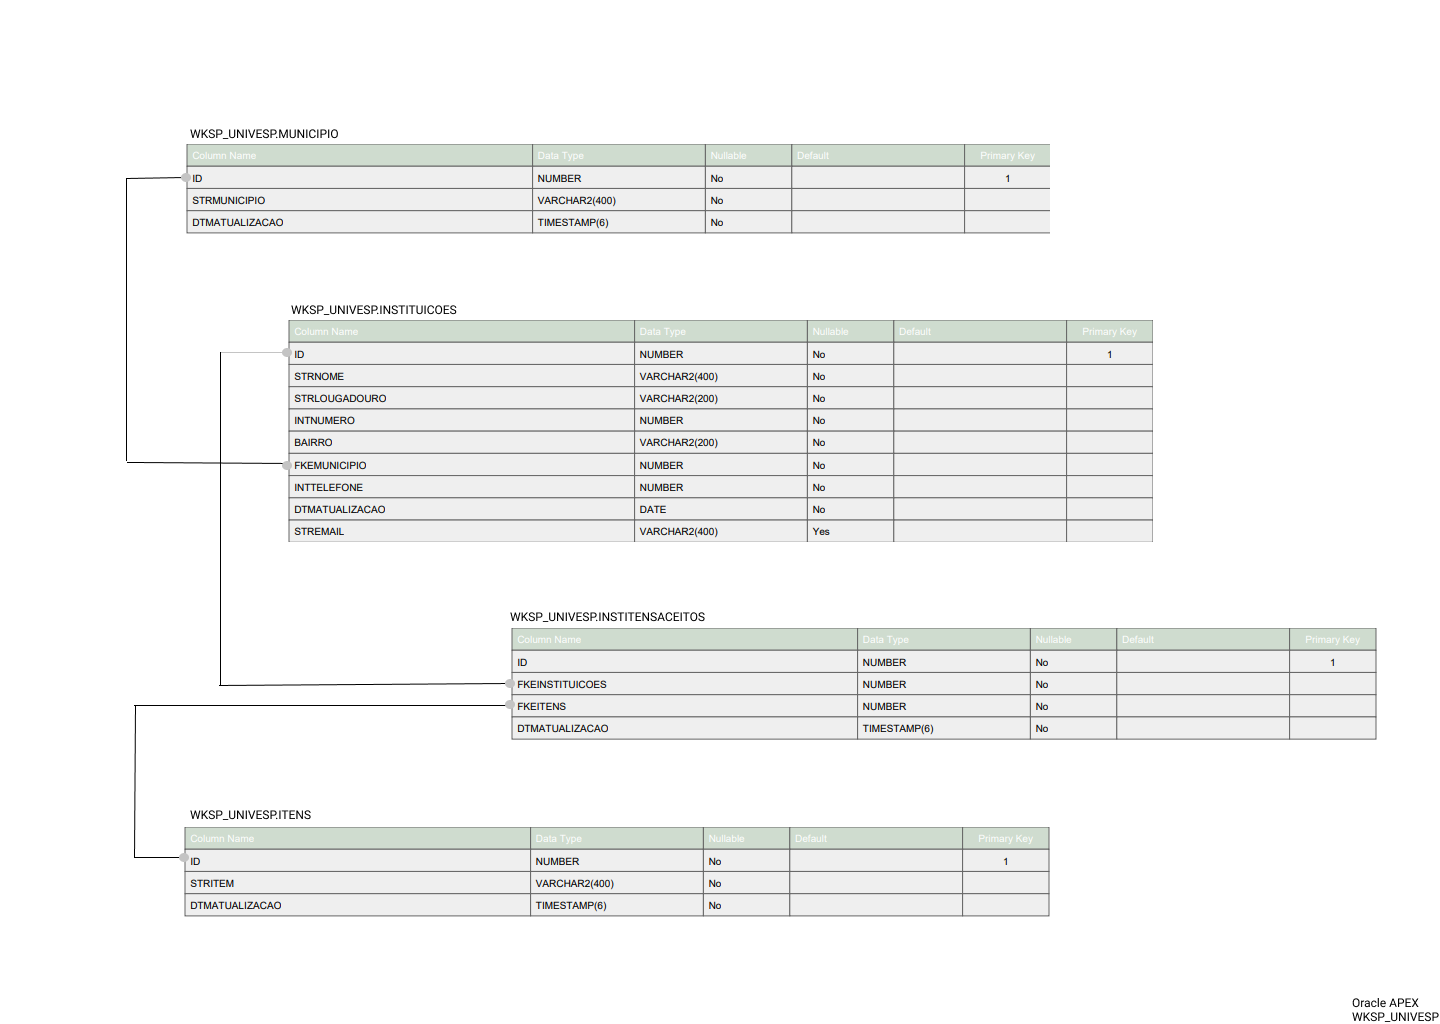 WKSP_UNIVESP.MUNICIPIO
Column Name Data Type Nullable Default Primary Key
ID NUMBER No 1
STRMUNICIPIO VARCHAR2(400) No
DTMATUALIZACAO TIMESTAMP(6) No
WKSP_UNIVESP.INSTITUICOES
Column Name Data Type Nullable Default Primary Key
ID NUMBER No 1
STRNOME VARCHAR2(400) No
STRLOUGADOURO VARCHAR2(200) No
INTNUMERO NUMBER No
BAIRRO VARCHAR2(200) No
FKEMUNICIPIO NUMBER No
INTTELEFONE NUMBER No
DTMATUALIZACAO DATE No
STREMAIL VARCHAR2(400) Yes
WKSP_UNIVESP.INSTITENSACEITOS
Column Name Data Type Nullable Default Primary Key
ID NUMBER No 1
FKEINSTITUICOES NUMBER No
FKEITENS NUMBER No
DTMATUALIZACAO TIMESTAMP(6) No
WKSP_UNIVESP.ITENS
Column Name Data Type Nullable Default Primary Key
ID NUMBER No 1
STRITEM VARCHAR2(400) No
DTMATUALIZACAO TIMESTAMP(6) No
Oracle APEX
WKSP_UNIVESP